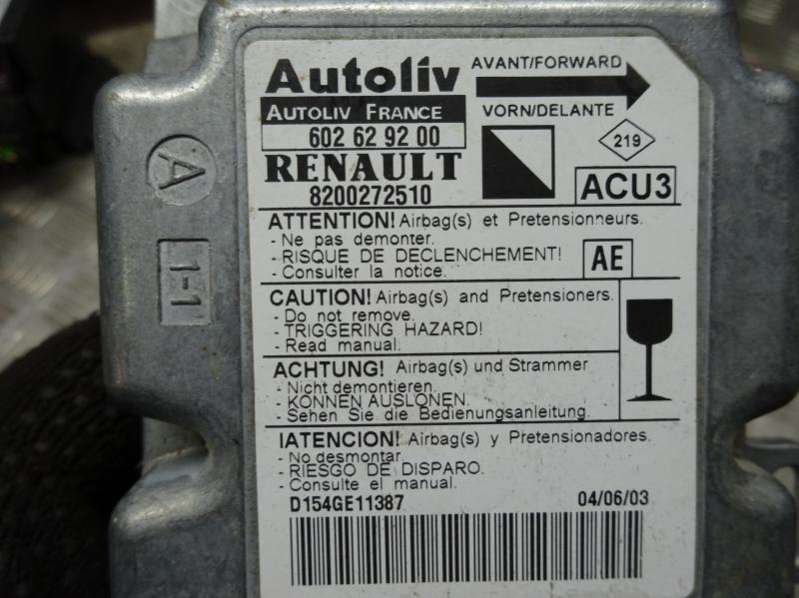 Autoliv
AVANT/FORWARD
AUTOLIV FRANCE
VORN/DELANTE
602 62 92 00
219
RENAULT
ACU3
8200272510
ATTENTION! Airbag(s) et Pretensionneurs.
- Ne pas demonter.
- RISQUE DE DECLENCHEMENT!
- Consulter la notice.
AE
CAUTION! Airbag(s) and Pretensioners.
- Do not remove.
- TRIGGERING HAZARD!
- Read manual.
ACHTUNG! Airbag(s) und Strammer
- Nicht demontieren.
- KONNEN AUSLONEN.
- Sehen Sie die Bedienungsanleitung.
IATENCION! Airbag(s) y Pretensionadores.
- No desmontar.
- RIESGO DE DISPARO.
- Consulte el manual.
D154GE11387 04/06/03
A
1-1